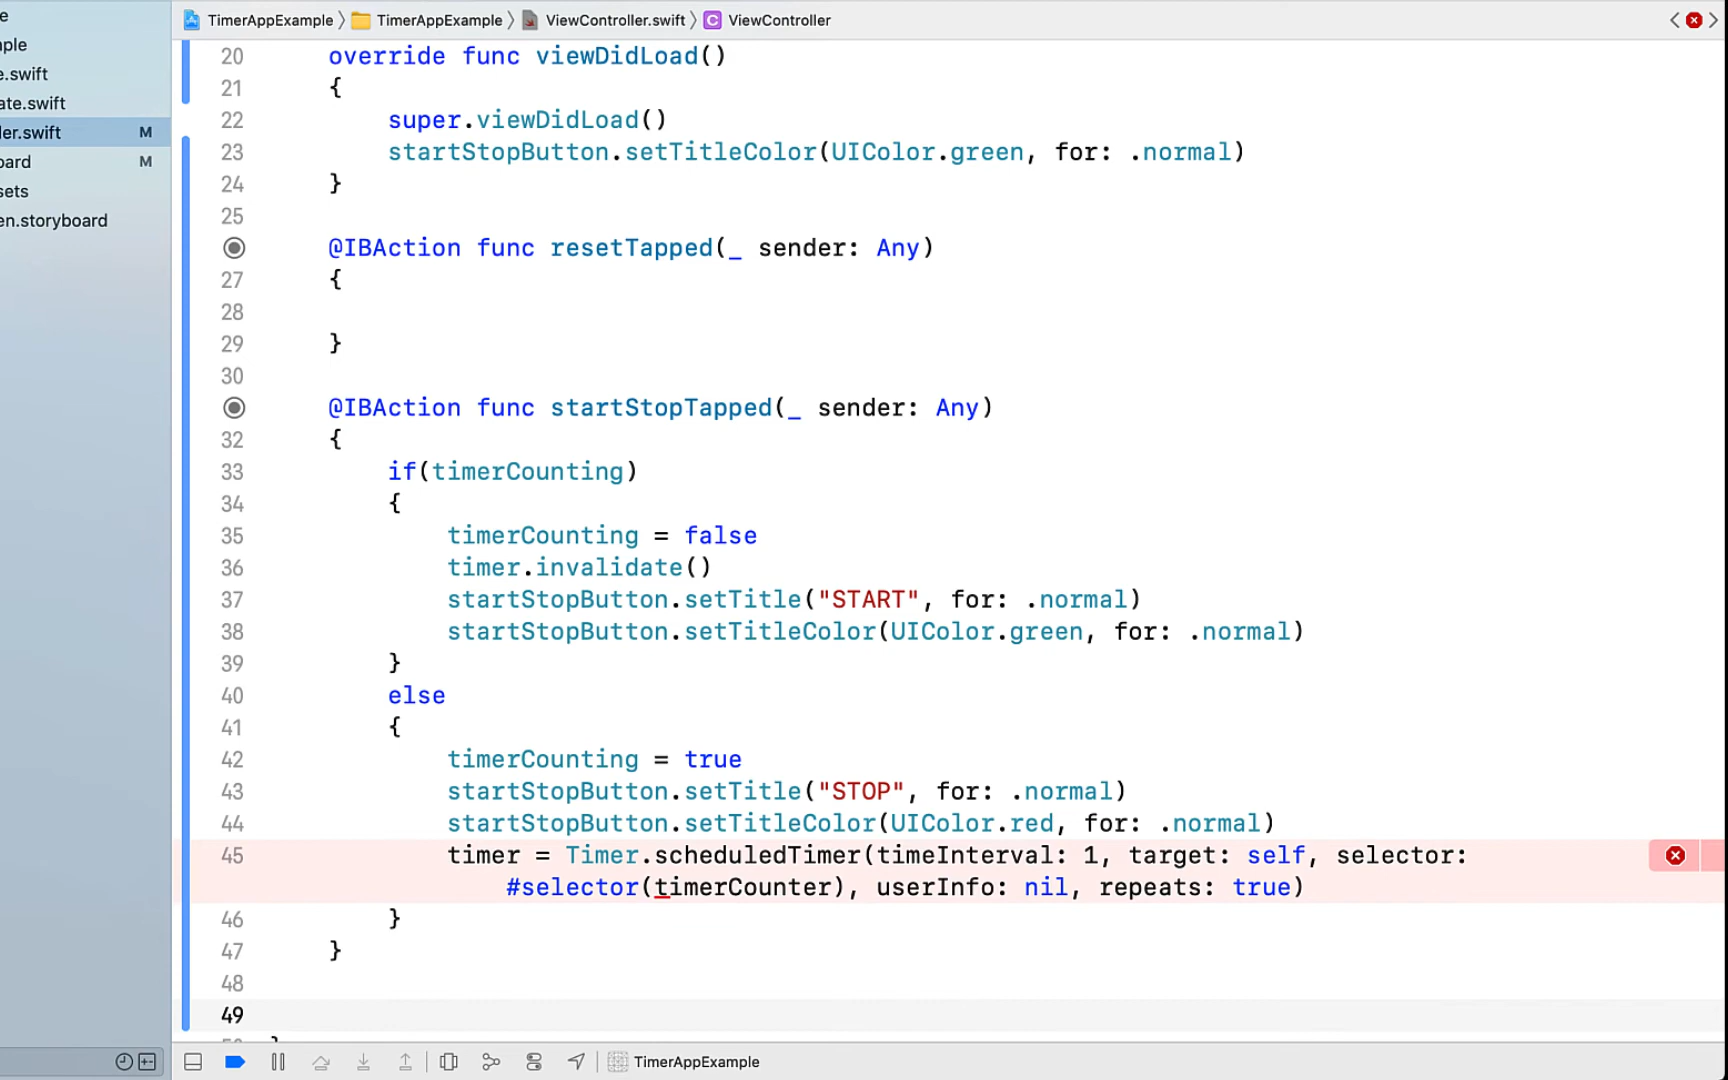 TimerAppExample TimerAppExample ViewController.swift C ViewController
e
mple
e.swift
ate.swift
ler.swift M
oard M
sets
en.storyboard
20 override func viewDidLoad()
21 {
22 super.viewDidLoad()
23 startStopButton.setTitleColor(UIColor.green, for: .normal)
24 }
25
@IBAction func resetTapped(_ sender: Any)
27 {
28
29 }
30
@IBAction func startStopTapped(_ sender: Any)
32 {
33 if(timerCounting)
34 {
35 timerCounting = false
36 timer.invalidate()
37 startStopButton.setTitle("START", for: .normal)
38 startStopButton.setTitleColor(UIColor.green, for: .normal)
39 }
40 else
41 {
42 timerCounting = true
43 startStopButton.setTitle("STOP", for: .normal)
44 startStopButton.setTitleColor(UIColor.red, for: .normal)
45 timer = Timer.scheduledTimer(timeInterval: 1, target: self, selector:
#selector(timerCounter), userInfo: nil, repeats: true)
46 }
47 }
48
49
TimerAppExample